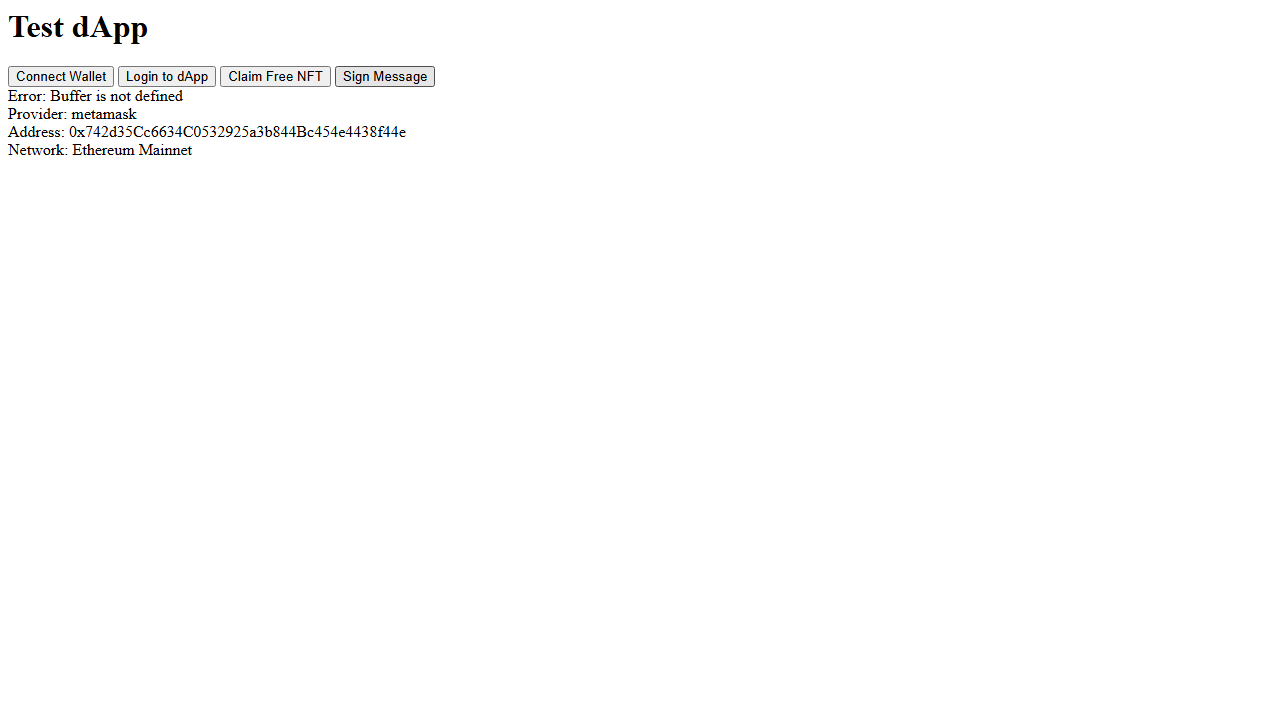 Test dApp
Connect Wallet Login to dApp Claim Free NFT Sign Message
Error: Buffer is not defined
Provider: metamask
Address: 0x742d35Cc6634C0532925a3b844Bc454e4438f44e
Network: Ethereum Mainnet